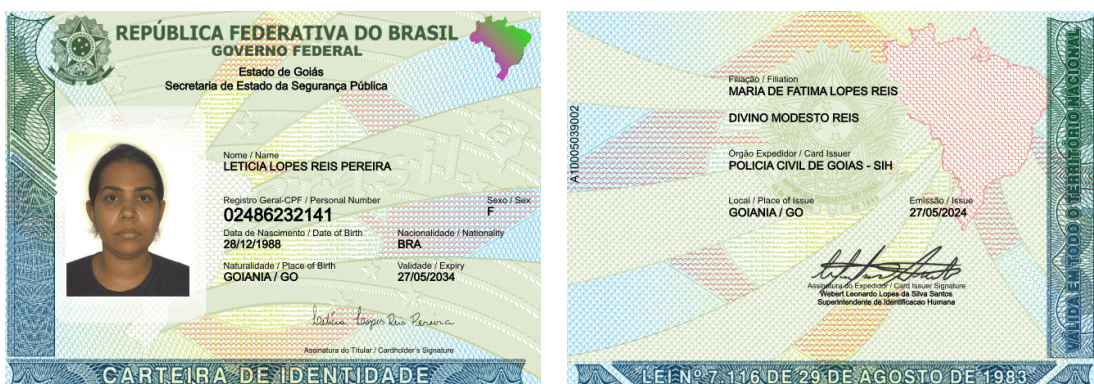 REPÚBLICA FEDERATIVA DO BRASIL
GOVERNO FEDERAL
Estado de Goiás
Secretaria de Estado da Segurança Pública
Nome / Name
LETICIA LOPES REIS PEREIRA
Registro Geral-CPF / Personal Number
02486232141
Sexo / Sex
F
Data de Nascimento / Date of Birth
28/12/1988
Nacionalidade / Nationality
BRA
Naturalidade / Place of Birth
GOIANIA / GO
Validade / Expiry
27/05/2034
Leticia Lopes Reis Pereira
Assinatura do Titular / Cardholder's Signature
CARTEIRA DE IDENTIDADE
A10005039002
Filiação / Filiation
MARIA DE FATIMA LOPES REIS
DIVINO MODESTO REIS
Órgão Expedidor / Card Issuer
POLICIA CIVIL DE GOIAS - SIH
Local / Place of Issue
GOIANIA / GO
Emissão / Issue
27/05/2024
Assinatura do Expedidor / Card Issuer Signature
Webert Leonardo Lopes da Silva Santos
Superintendente de Identificacao Humana
VALIDA EM TODO O TERRITÓRIO NACIONAL
LEI Nº 7.116 DE 29 DE AGOSTO DE 1983